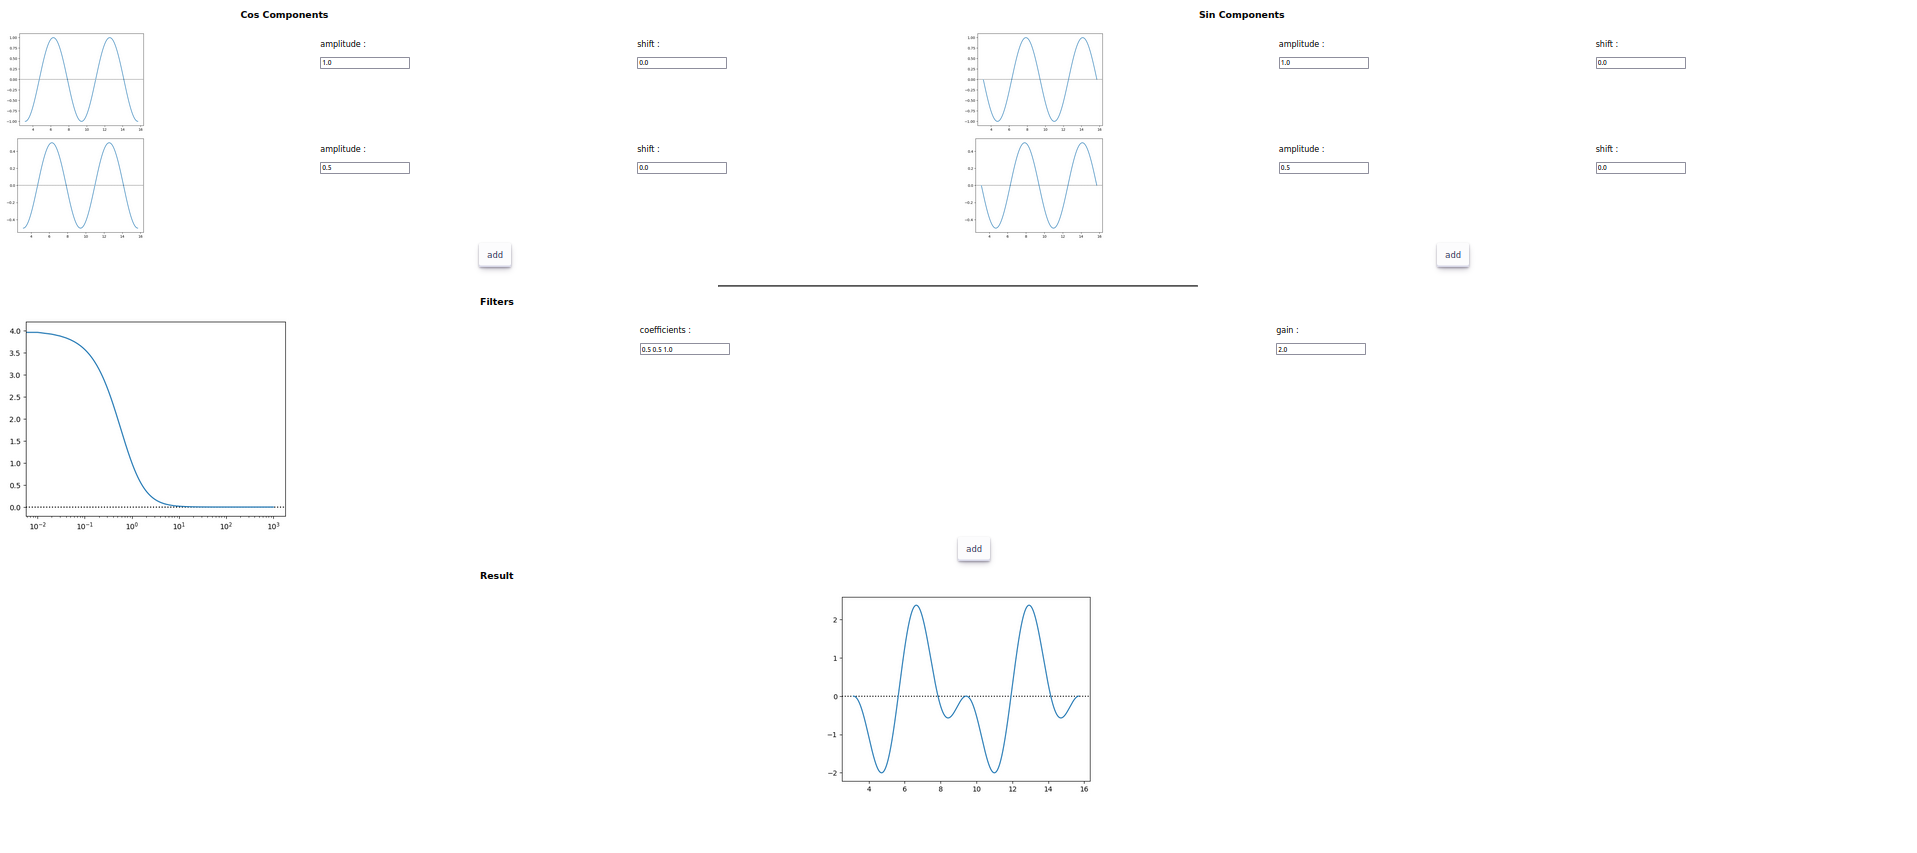 Cos Components
Sin Components
amplitude :
shift :
1.0
0.0
amplitude :
shift :
1.0
0.0
1.00
0.75
0.50
0.25
0.00
−0.25
−0.50
−0.75
−1.00
4 6 8 10 12 14 16
1.00
0.75
0.50
0.25
0.00
−0.25
−0.50
−0.75
−1.00
4 6 8 10 12 14 16
amplitude :
shift :
0.5
0.0
amplitude :
shift :
0.5
0.0
0.4
0.2
0.0
−0.2
−0.4
4 6 8 10 12 14 16
0.4
0.2
0.0
−0.2
−0.4
4 6 8 10 12 14 16
add
add
Filters
coefficients :
gain :
0.5 0.5 1.0
2.0
4.0
3.5
3.0
2.5
2.0
1.5
1.0
0.5
0.0
10⁻² 10⁻¹ 10⁰ 10¹ 10² 10³
add
Result
2
1
0
−1
−2
4 6 8 10 12 14 16